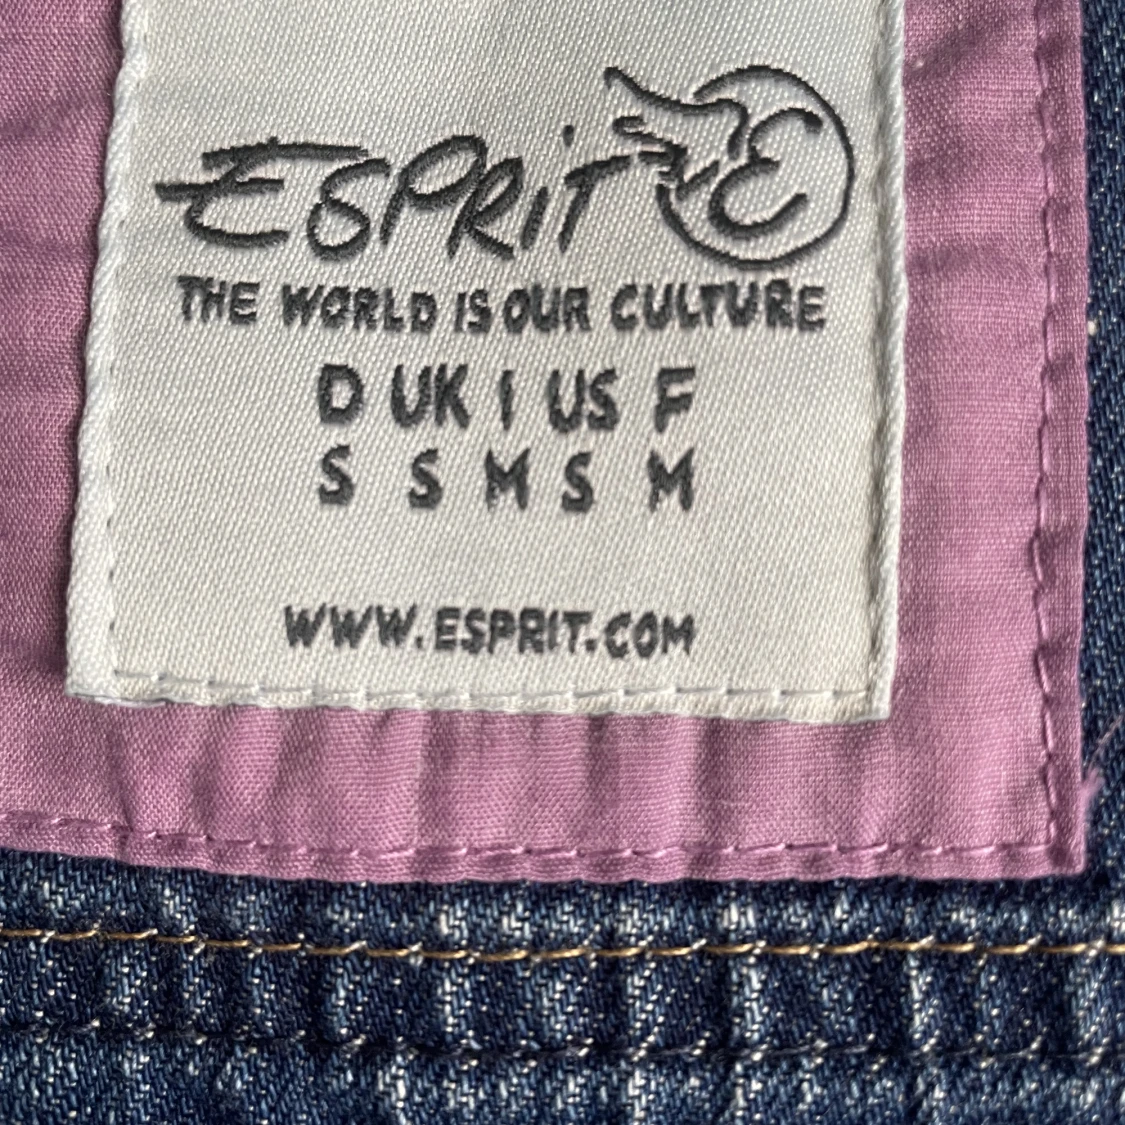 ESPRIT E
THE WORLD IS OUR CULTURE
D UK I US F
S S M S M
WWW.ESPRIT.COM